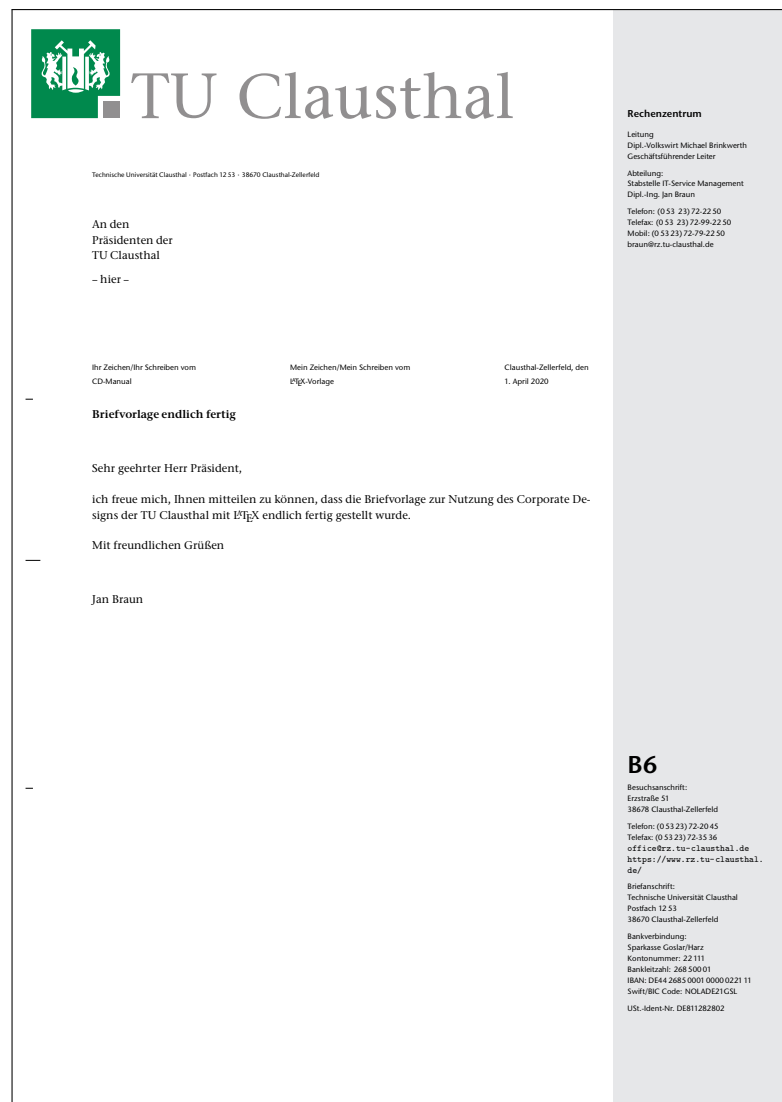 TU Clausthal
Technische Universität Clausthal · Postfach 12 53 · 38670 Clausthal-Zellerfeld
An den
Präsidenten der
TU Clausthal
– hier –
Ihr Zeichen/Ihr Schreiben vom
CD-Manual
Mein Zeichen/Mein Schreiben vom
LATEX-Vorlage
Clausthal-Zellerfeld, den
1. April 2020
Briefvorlage endlich fertig
Sehr geehrter Herr Präsident,
ich freue mich, Ihnen mitteilen zu können, dass die Briefvorlage zur Nutzung des Corporate De-
signs der TU Clausthal mit LATEX endlich fertig gestellt wurde.
Mit freundlichen Grüßen
Jan Braun
Rechenzentrum
Leitung
Dipl.-Volkswirt Michael Brinkwerth
Geschäftsführender Leiter
Abteilung:
Stabstelle IT-Service Management
Dipl.-Ing. Jan Braun
Telefon: (0 53 23) 72-22 50
Telefax: (0 53 23) 72-99-22 50
Mobil: (0 53 23) 72-79-22 50
braun@rz.tu-clausthal.de
B6
Besuchsanschrift:
Erzstraße 51
38678 Clausthal-Zellerfeld
Telefon: (0 53 23) 72-20 45
Telefax: (0 53 23) 72-35 36
office@rz.tu-clausthal.de
https://www.rz.tu-clausthal.
de/
Briefanschrift:
Technische Universität Clausthal
Postfach 12 53
38670 Clausthal-Zellerfeld
Bankverbindung:
Sparkasse Goslar/Harz
Kontonummer: 22 111
Bankleitzahl: 268 500 01
IBAN: DE44 2685 0001 0000 0221 11
Swift/BIC Code: NOLADE21GSL
USt.-Ident-Nr. DE811282802